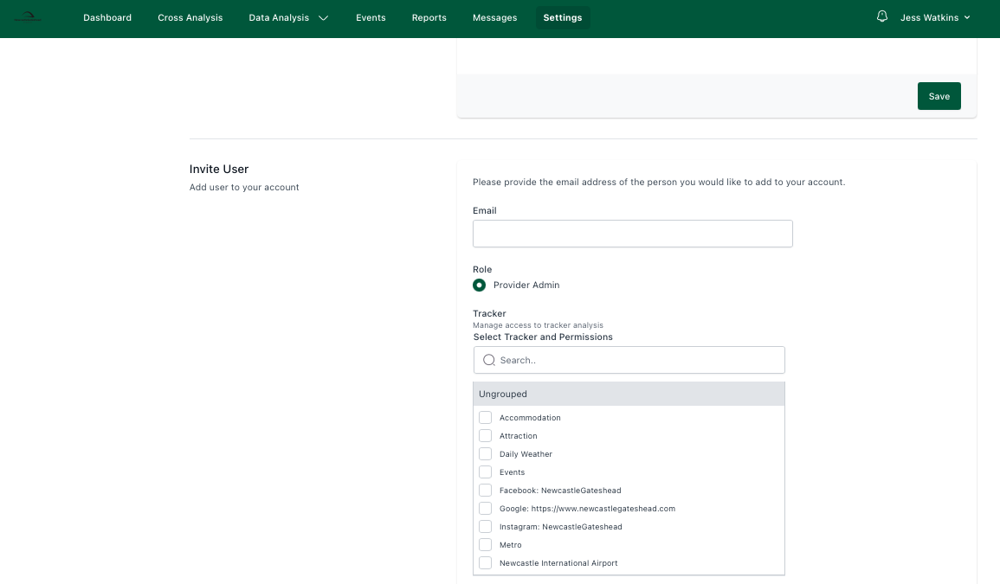 Dashboard Cross Analysis Data Analysis Events Reports Messages Settings Jess Watkins
Save
Invite User
Add user to your account
Please provide the email address of the person you would like to add to your account.
Email
Role
Provider Admin
Tracker
Manage access to tracker analysis
Select Tracker and Permissions
Search..
Ungrouped
Accommodation
Attraction
Daily Weather
Events
Facebook: NewcastleGateshead
Google: https://www.newcastlegateshead.com
Instagram: NewcastleGateshead
Metro
Newcastle International Airport